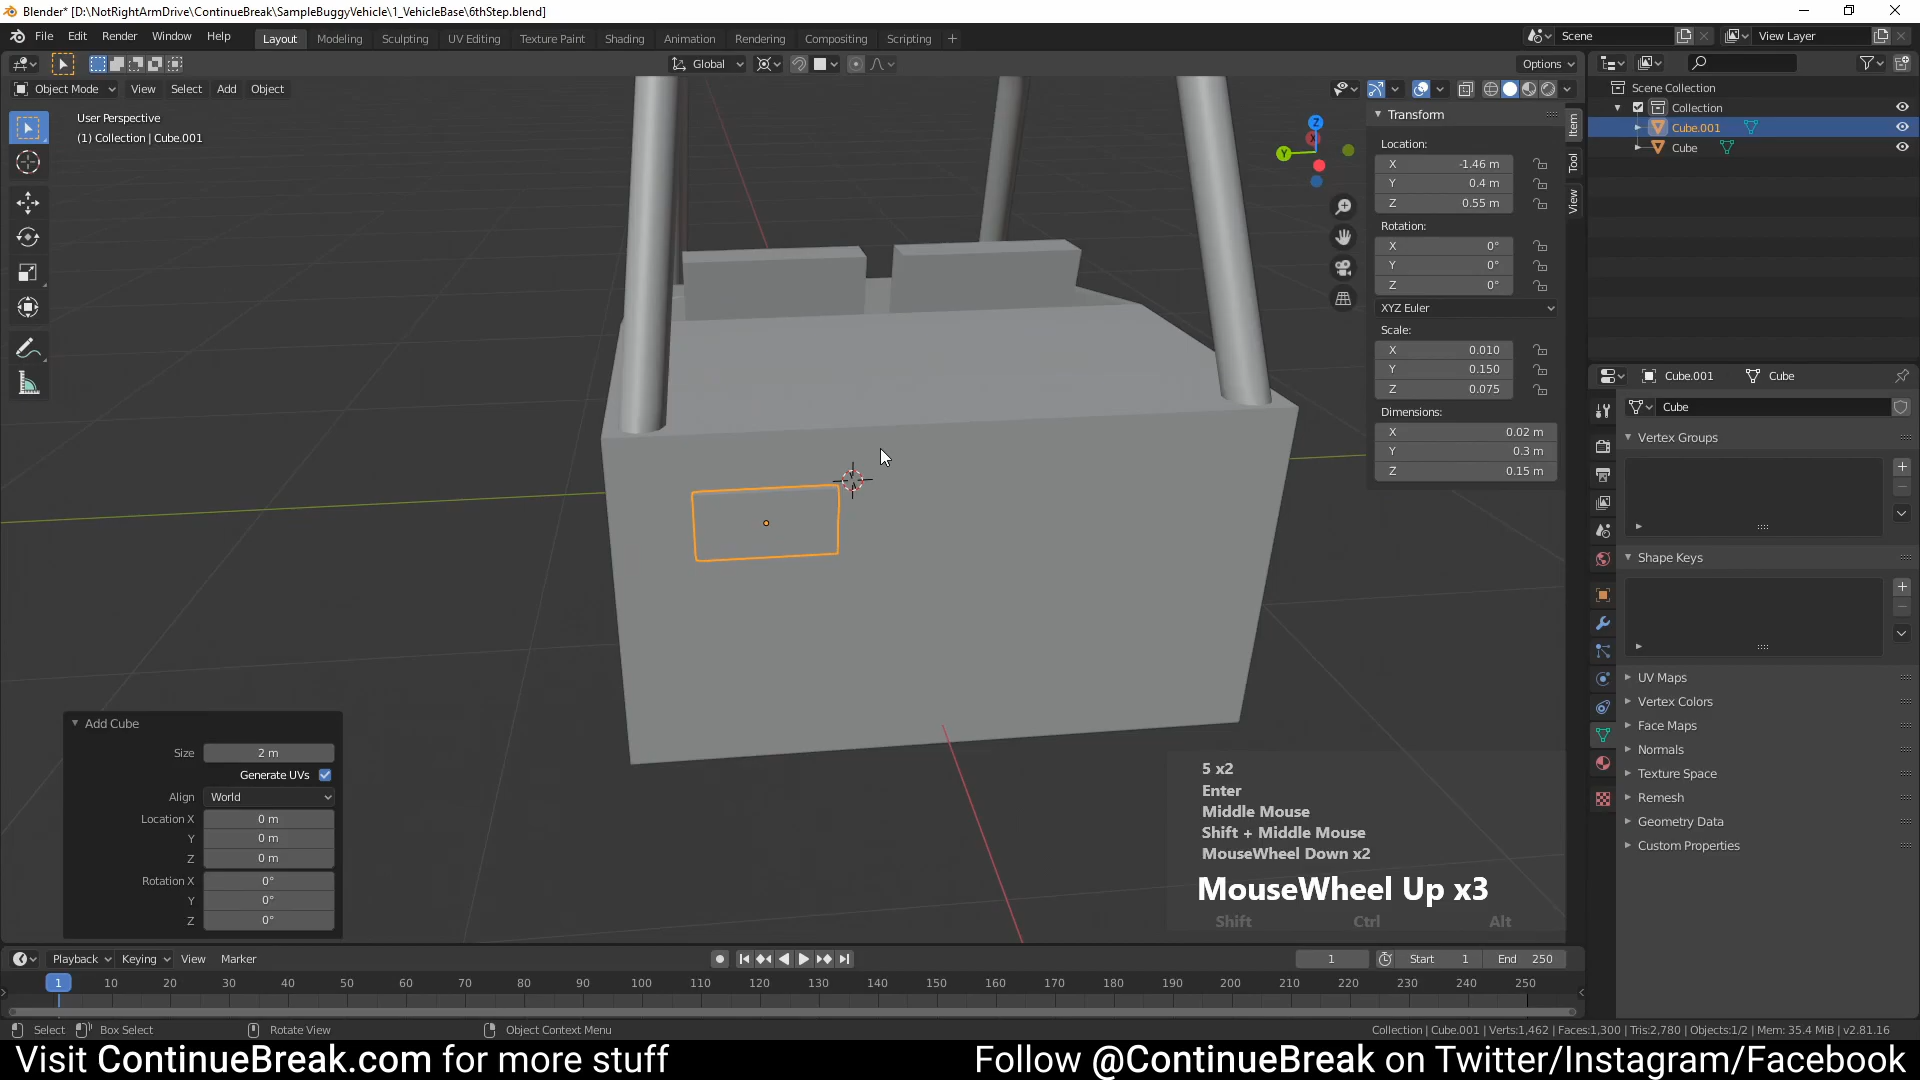 Blender* [D:\NotRightArmDrive\ContinueBreak\SampleBuggyVehicle\1_VehicleBase\6thStep.blend]
File Edit Render Window Help Layout Modeling Sculpting UV Editing Texture Paint Shading Animation Rendering Compositing Scripting + Scene View Layer
Global Options
Object Mode View Select Add Object
User Perspective
(1) Collection | Cube.001
Z
X
Y
Transform
Location:
X -1.46 m
Y 0.4 m
Z 0.55 m
Rotation:
X 0°
Y 0°
Z 0°
XYZ Euler
Scale:
X 0.010
Y 0.150
Z 0.075
Dimensions:
X 0.02 m
Y 0.3 m
Z 0.15 m
Item
Tool
View
Scene Collection
Collection
Cube.001
Cube
Cube.001 Cube
Cube
Vertex Groups
Shape Keys
UV Maps
Vertex Colors
Face Maps
Normals
Texture Space
Remesh
Geometry Data
Custom Properties
Add Cube
Size 2 m
Generate UVs
Align World
Location X 0 m
Y 0 m
Z 0 m
Rotation X 0°
Y 0°
Z 0°
5 x2
Enter
Middle Mouse
Shift + Middle Mouse
MouseWheel Down x2
MouseWheel Up x3
Shift Ctrl Alt
Playback Keying View Marker 1 Start 1 End 250
1 10 20 30 40 50 60 70 80 90 100 110 120 130 140 150 160 170 180 190 200 210 220 230 240 250
Select Box Select Rotate View Object Context Menu Collection | Cube.001 | Verts:1,462 | Faces:1,300 | Tris:2,780 | Objects:1/2 | Mem: 35.4 MiB | v2.81.16
Visit ContinueBreak.com for more stuff Follow @ContinueBreak on Twitter/Instagram/Facebook